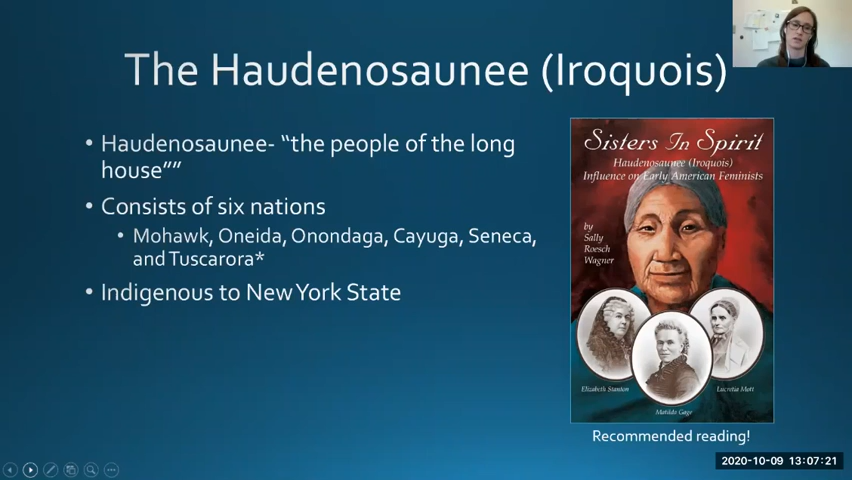 The Haudenosaunee (Iroquois)
• Haudenosaunee- “the people of the long
house””
• Consists of six nations
• Mohawk, Oneida, Onondaga, Cayuga, Seneca,
and Tuscarora*
• Indigenous to New York State
Sisters In Spirit
Haudenosaunee (Iroquois)
Influence on Early American Feminists
by
Sally
Roesch
Wagner
Elizabeth Stanton
Matilda Gage
Lucretia Mott
Recommended reading!
2020-10-09 13:07:21